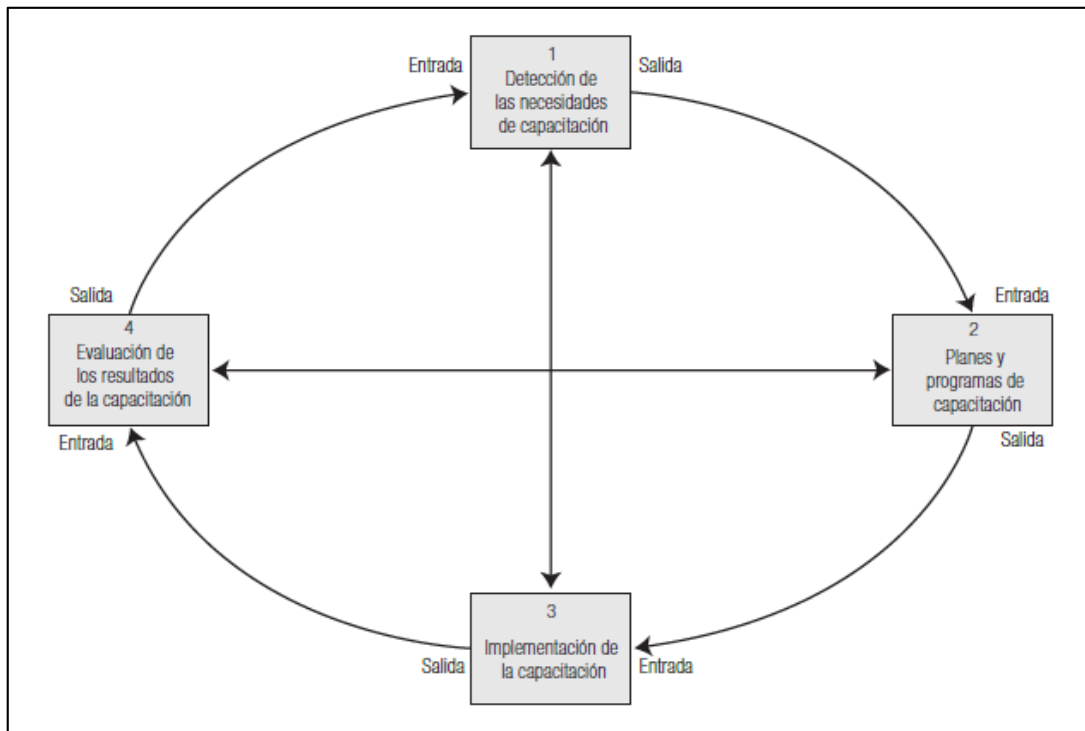 1
Detección de
las necesidades
de capacitación
Entrada
Salida
Entrada
2
Planes y
programas de
capacitación
Salida
Entrada
3
Implementación de
la capacitación
Salida
Entrada
4
Evaluación de
los resultados
de la capacitación
Salida